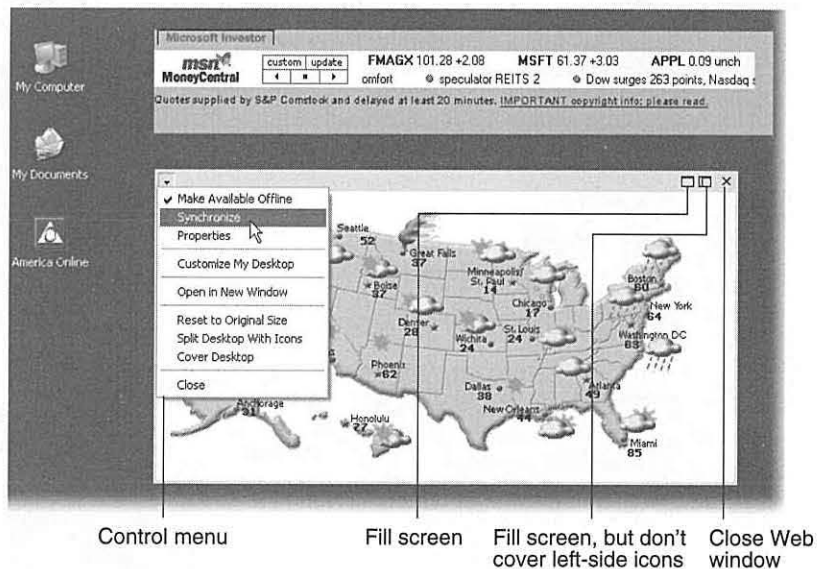 Microsoft Investor
msn
MoneyCentral
custom update
FMAGX 101.28 +2.08 MSFT 61.37 +3.03 APPL 0.09 unch
omfort speculator REITS 2 Dow surges 263 points, Nasdaq s
Quotes supplied by S&P Comstock and delayed at least 20 minutes. IMPORTANT copyright info: please read.
My Computer
My Documents
America Online
Make Available Offline
Synchronize
Properties
Customize My Desktop
Open in New Window
Reset to Original Size
Split Desktop With Icons
Cover Desktop
Close
Seattle
52
Great Falls
37
Minneapolis/
St. Paul
14
Boston
60
Boise
37
Chicago
17
New York
64
Denver
28
Wichita
24
St. Louis
24
Washington DC
63
Phoenix
62
Dallas
38
Atlanta
49
Anchorage
31
Honolulu
77
New Orleans
44
Miami
85
Control menu
Fill screen
Fill screen, but don't
cover left-side icons
Close Web
window